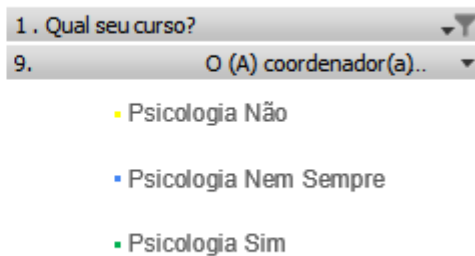 1 . Qual seu curso?
9. O (A) coordenador(a)...
Psicologia Não
Psicologia Nem Sempre
Psicologia Sim